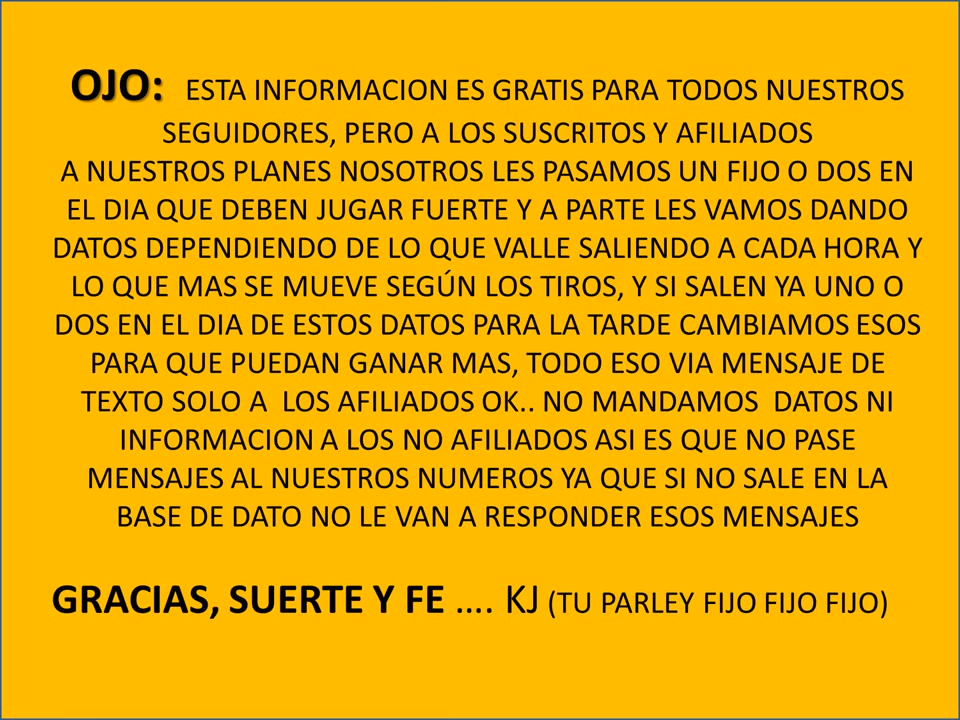 OJO: ESTA INFORMACION ES GRATIS PARA TODOS NUESTROS
SEGUIDORES, PERO A LOS SUSCRITOS Y AFILIADOS
A NUESTROS PLANES NOSOTROS LES PASAMOS UN FIJO O DOS EN
EL DIA QUE DEBEN JUGAR FUERTE Y A PARTE LES VAMOS DANDO
DATOS DEPENDIENDO DE LO QUE VALLE SALIENDO A CADA HORA Y
LO QUE MAS SE MUEVE SEGÚN LOS TIROS, Y SI SALEN YA UNO O
DOS EN EL DIA DE ESTOS DATOS PARA LA TARDE CAMBIAMOS ESOS
PARA QUE PUEDAN GANAR MAS, TODO ESO VIA MENSAJE DE
TEXTO SOLO A LOS AFILIADOS OK.. NO MANDAMOS DATOS NI
INFORMACION A LOS NO AFILIADOS ASI ES QUE NO PASE
MENSAJES AL NUESTROS NUMEROS YA QUE SI NO SALE EN LA
BASE DE DATO NO LE VAN A RESPONDER ESOS MENSAJES
GRACIAS, SUERTE Y FE …. KJ (TU PARLEY FIJO FIJO FIJO)